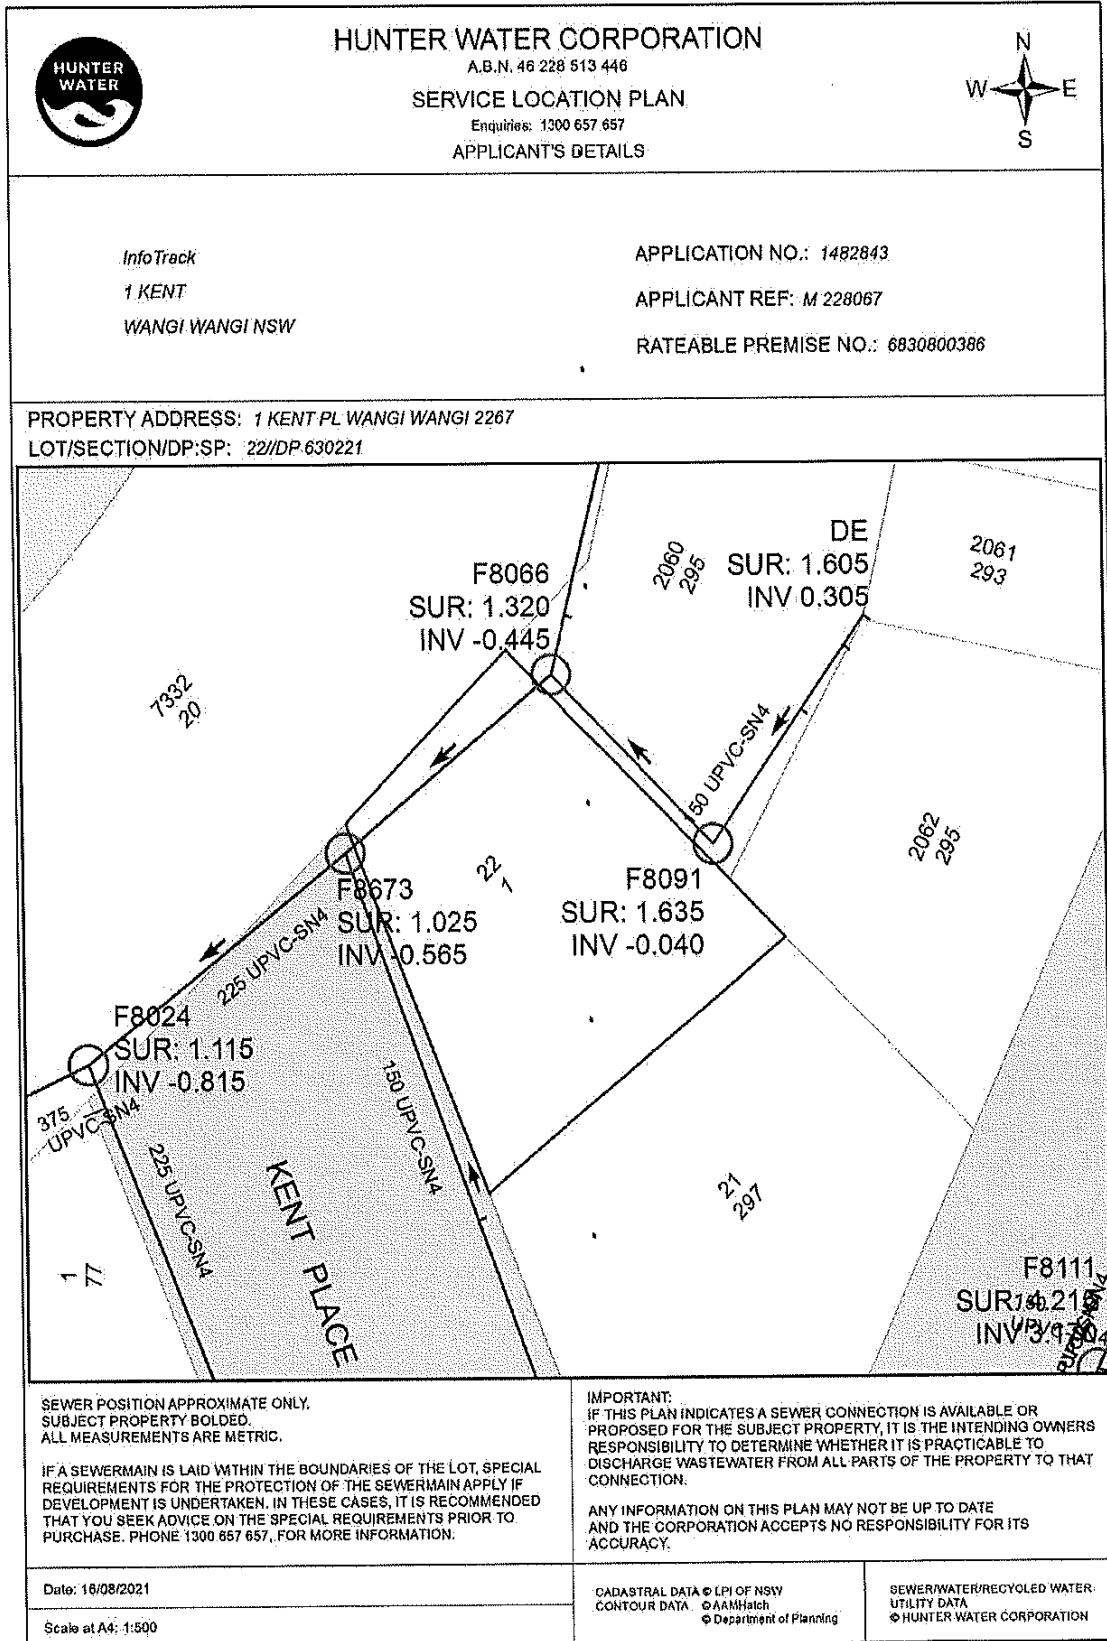 HUNTER
WATER
HUNTER WATER CORPORATION
A.B.N. 46 228 513 446
SERVICE LOCATION PLAN
Enquiries: 1300 657 657
APPLICANT'S DETAILS
N
W E
S
InfoTrack
1 KENT
WANGI WANGI NSW
APPLICATION NO.: 1482843
APPLICANT REF: M 228067
RATEABLE PREMISE NO.: 6830800386
PROPERTY ADDRESS: 1 KENT PL WANGI WANGI 2267
LOT/SECTION/DP:SP: 22//DP 630221
DE
SUR: 1.605
INV 0.305
2060
295
2061
293
F8066
SUR: 1.320
INV -0.445
7332
20
150 UPVC-SN4
2062
295
22
1
F8091
SUR: 1.635
INV -0.040
F8673
SUR: 1.025
INV -0.565
225 UPVC-SN4
F8024
SUR: 1.115
INV -0.815
375
UPVC-SN4
225 UPVC-SN4
150 UPVC-SN4
KENT PLACE
21
297
1
77
F8111
SUR:
INV
SEWER POSITION APPROXIMATE ONLY.
SUBJECT PROPERTY BOLDED.
ALL MEASUREMENTS ARE METRIC.
IF A SEWERMAIN IS LAID WITHIN THE BOUNDARIES OF THE LOT, SPECIAL
REQUIREMENTS FOR THE PROTECTION OF THE SEWERMAIN APPLY IF
DEVELOPMENT IS UNDERTAKEN. IN THESE CASES, IT IS RECOMMENDED
THAT YOU SEEK ADVICE ON THE SPECIAL REQUIREMENTS PRIOR TO
PURCHASE. PHONE 1300 657 657, FOR MORE INFORMATION.
IMPORTANT:
IF THIS PLAN INDICATES A SEWER CONNECTION IS AVAILABLE OR
PROPOSED FOR THE SUBJECT PROPERTY, IT IS THE INTENDING OWNERS
RESPONSIBILITY TO DETERMINE WHETHER IT IS PRACTICABLE TO
DISCHARGE WASTEWATER FROM ALL PARTS OF THE PROPERTY TO THAT
CONNECTION.
ANY INFORMATION ON THIS PLAN MAY NOT BE UP TO DATE
AND THE CORPORATION ACCEPTS NO RESPONSIBILITY FOR ITS
ACCURACY.
Date: 16/08/2021
Scale at A4: 1:500
CADASTRAL DATA © LPI OF NSW
CONTOUR DATA © AAMHatch
© Department of Planning
SEWER/WATER/RECYCLED WATER
UTILITY DATA
© HUNTER WATER CORPORATION